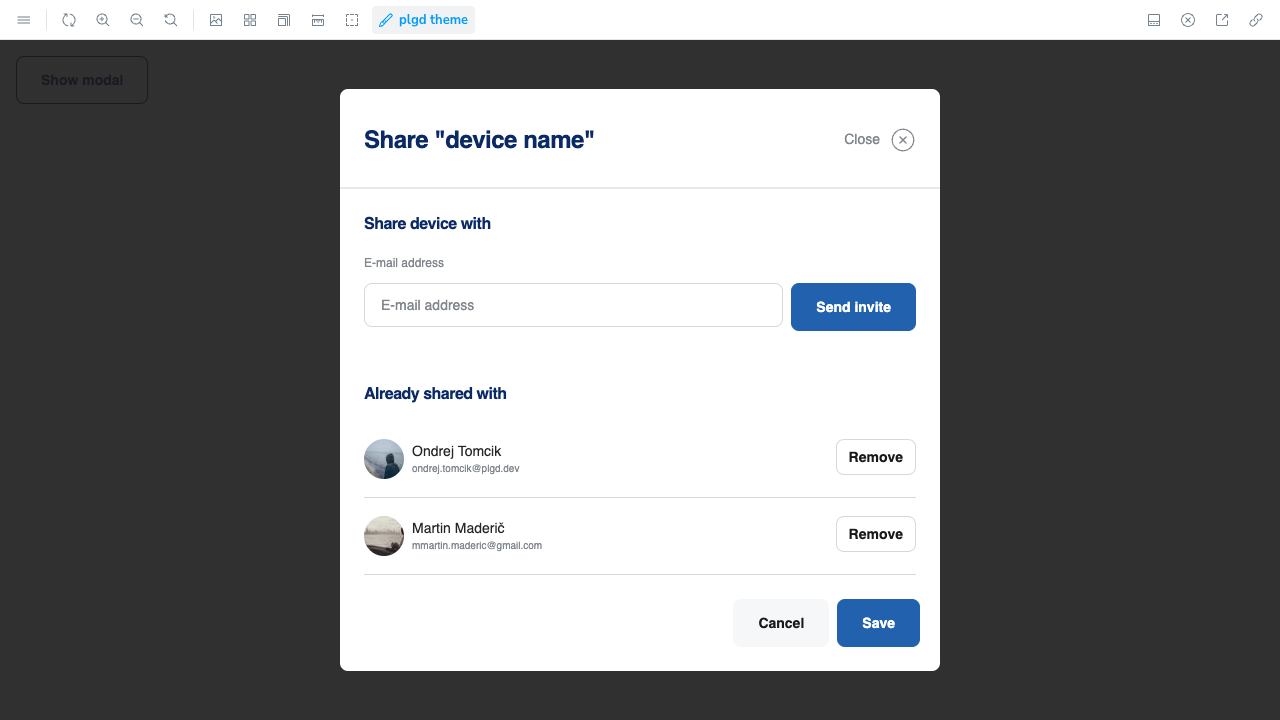 plgd theme
Show modal
Share "device name"
Close
Share device with
E-mail address
E-mail address
Send invite
Already shared with
Ondrej Tomcik
ondrej.tomcik@plgd.dev
Remove
Martin Maderič
mmartin.maderic@gmail.com
Remove
Cancel
Save